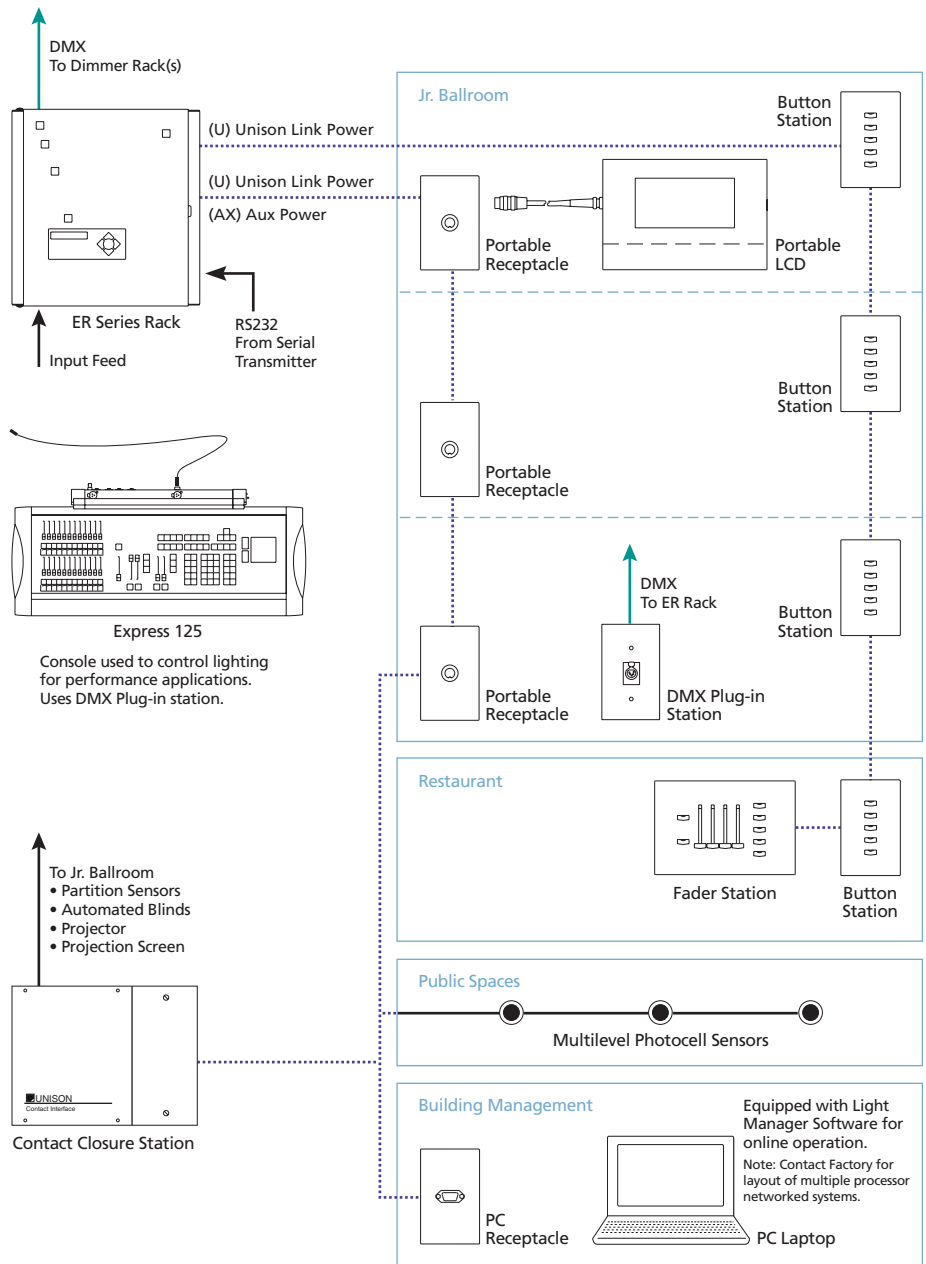 DMX
To Dimmer Rack(s)
(U) Unison Link Power
(U) Unison Link Power
(AX) Aux Power
ER Series Rack
Input Feed
RS232
From Serial
Transmitter
Jr. Ballroom
Button
Station
Portable
Receptacle
Portable
LCD
Button
Station
Portable
Receptacle
DMX
To ER Rack
Button
Station
Portable
Receptacle
DMX Plug-in
Station
Express 125
Console used to control lighting
for performance applications.
Uses DMX Plug-in station.
Restaurant
Fader Station
Button
Station
To Jr. Ballroom
• Partition Sensors
• Automated Blinds
• Projector
• Projection Screen
UNISON
Contact Interface
Contact Closure Station
Public Spaces
Multilevel Photocell Sensors
Building Management
PC
Receptacle
Equipped with Light
Manager Software for
online operation.
Note: Contact Factory for
layout of multiple processor
networked systems.
PC Laptop